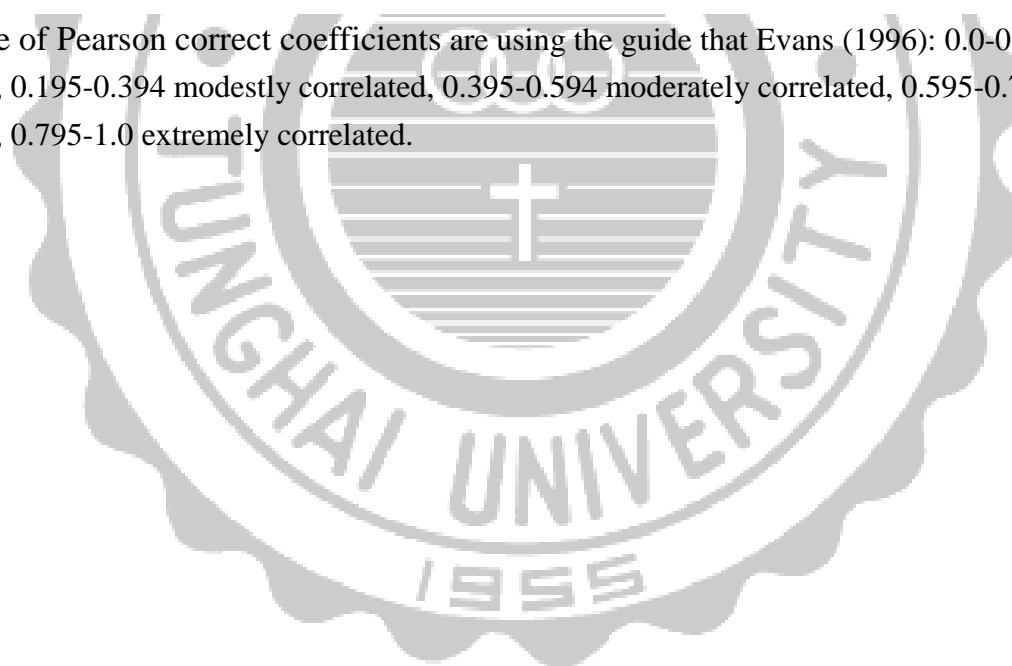 e of Pearson correct coefficients are using the guide that Evans (1996): 0.0-0
, 0.195-0.394 modestly correlated, 0.395-0.594 moderately correlated, 0.595-0.7
, 0.795-1.0 extremely correlated.
TUNGHAI UNIVERSITY
1955